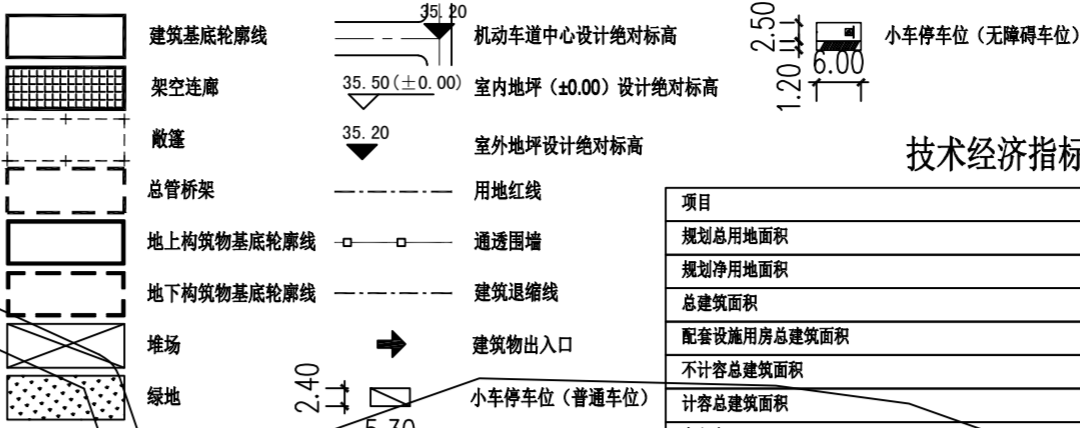 建筑基底轮廓线
架空连廊
敞篷
总管桥架
地上构筑物基底轮廓线
地下构筑物基底轮廓线
堆场
绿地
35.20
机动车道中心设计绝对标高
35.50(±0.00)
室内地坪（±0.00）设计绝对标高
35.20
室外地坪设计绝对标高
用地红线
通透围墙
建筑退缩线
建筑物出入口
2.40
5.70
小车停车位（普通车位）
2.50
1.20
6.00
小车停车位（无障碍车位）
技术经济指标
项目
规划总用地面积
规划净用地面积
总建筑面积
配套设施用房总建筑面积
不计容总建筑面积
计容总建筑面积